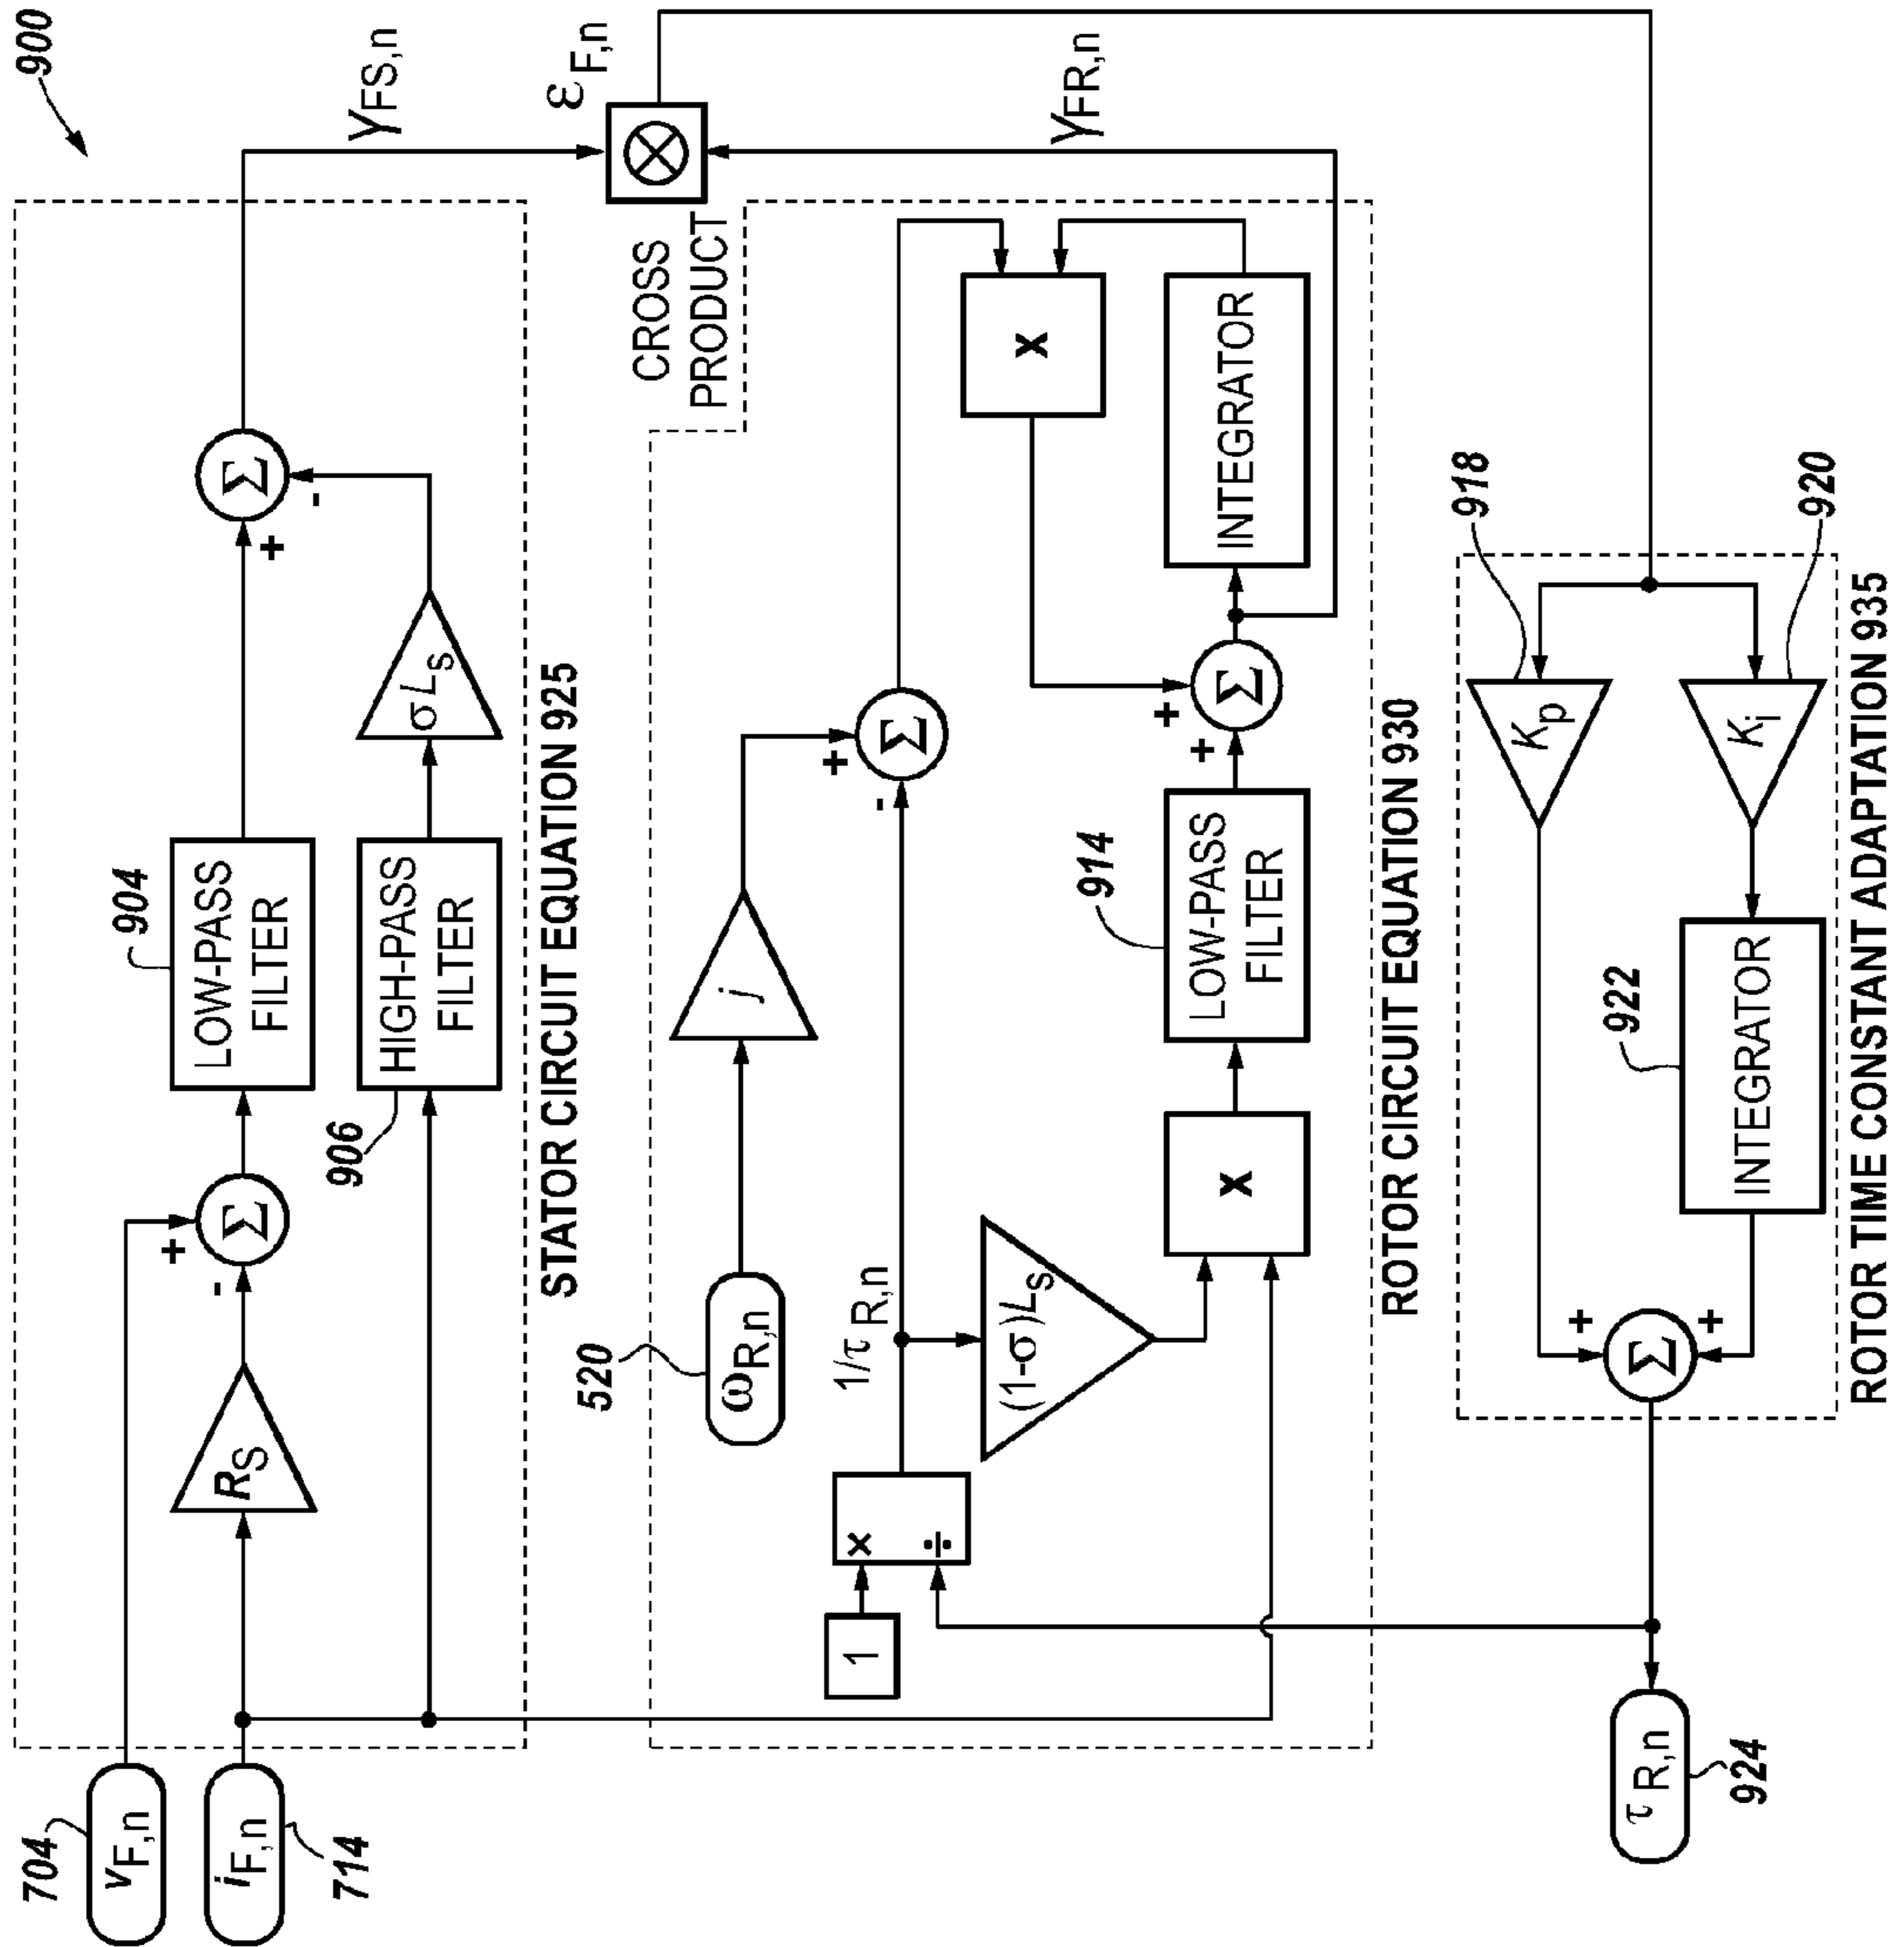 900
704
vF,n
iF,n
714
RS
+
-
Σ
904
LOW-PASS
FILTER
906
HIGH-PASS
FILTER
σLs
+
-
Σ
YFS,n
STATOR CIRCUIT EQUATION 925
εF,n
CROSS
PRODUCT
YFR,n
520
ωR,n
j
+
-
Σ
1
×
÷
1/τR,n
(1-σ)Ls
x
914
LOW-PASS
FILTER
+
+
Σ
x
INTEGRATOR
ROTOR CIRCUIT EQUATION 930
918
Kp
920
Ki
922
INTEGRATOR
+
+
Σ
τR,n
924
ROTOR TIME CONSTANT ADAPTATION 935